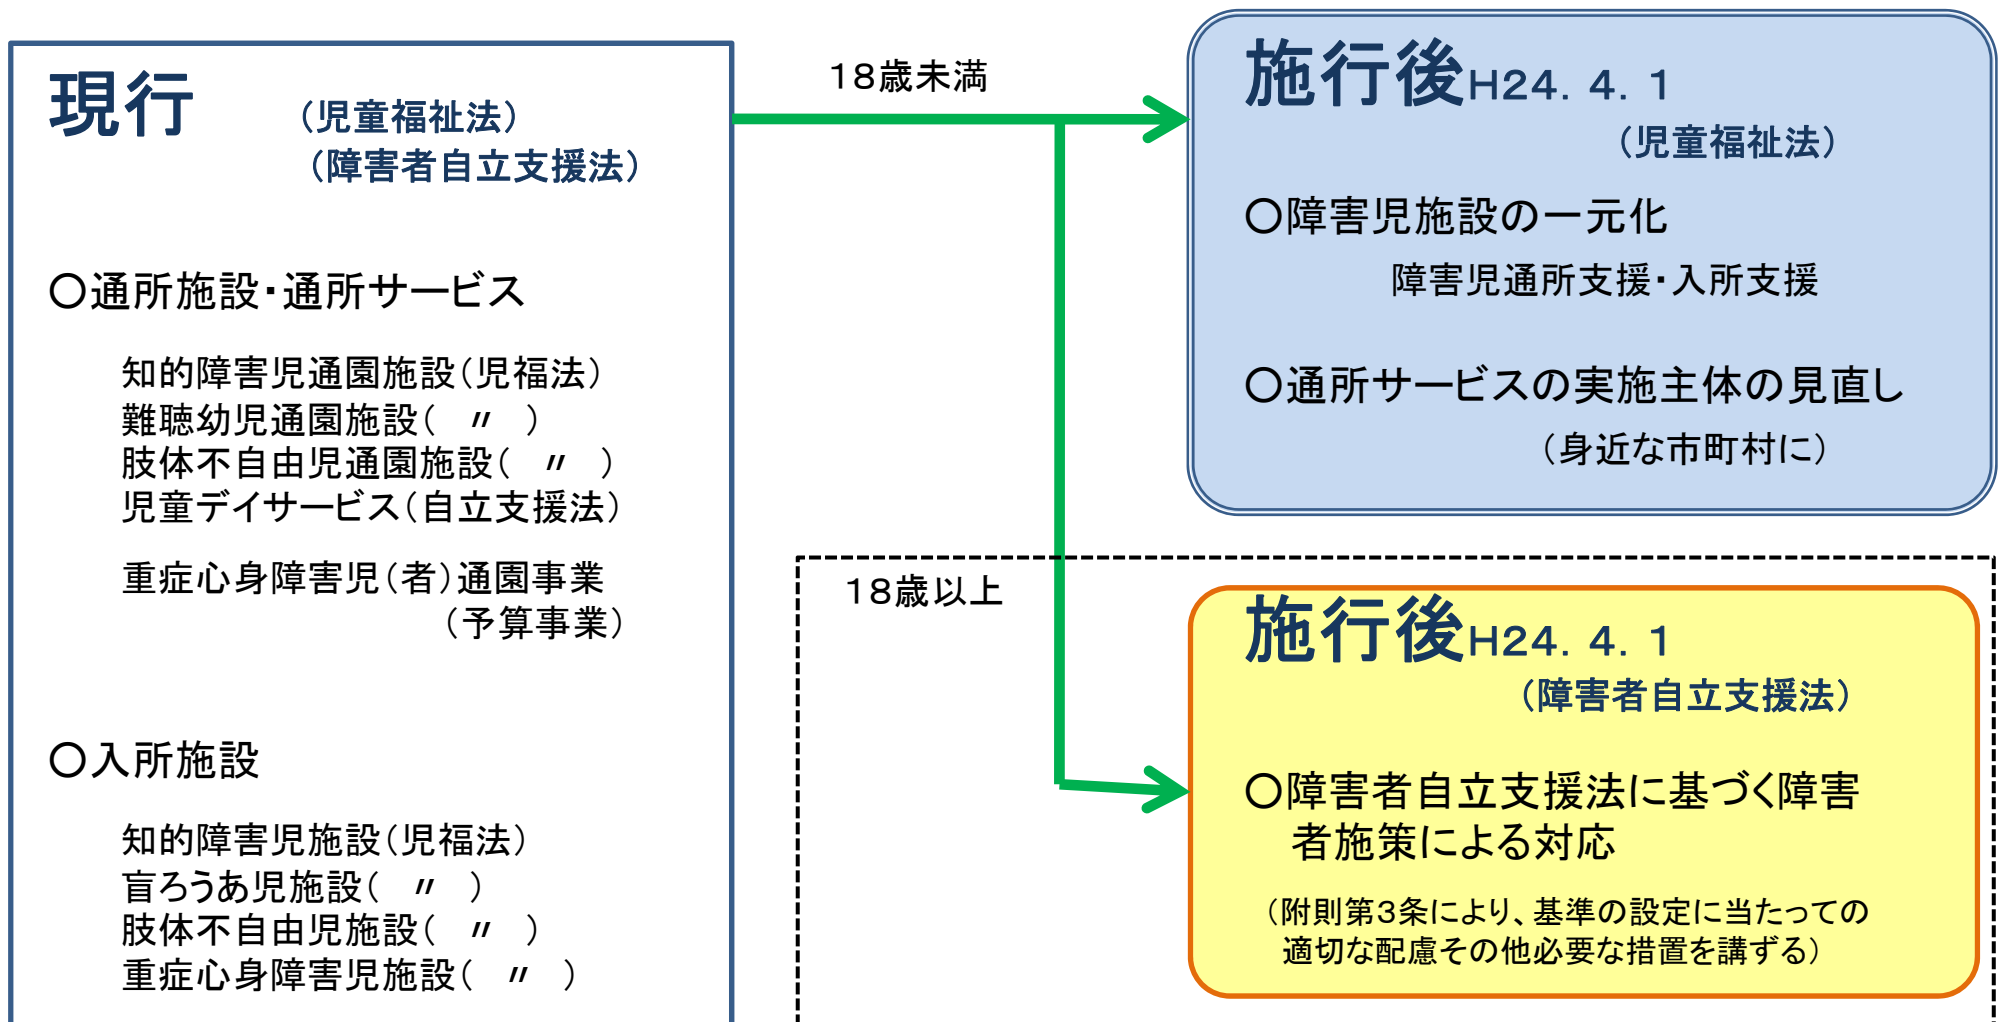 現行
（児童福祉法）
（障害者自立支援法）
○通所施設・通所サービス
知的障害児通園施設（児福法）
難聴幼児通園施設（　〃　）
肢体不自由児通園施設（　〃　）
児童デイサービス（自立支援法）
重症心身障害児（者）通園事業
（予算事業）
○入所施設
知的障害児施設（児福法）
盲ろうあ児施設（　〃　）
肢体不自由児施設（　〃　）
重症心身障害児施設（　〃　）
１８歳未満
施行後H24．4．1
（児童福祉法）
○障害児施設の一元化
障害児通所支援・入所支援
○通所サービスの実施主体の見直し
（身近な市町村に）
１８歳以上
施行後H24．4．1
（障害者自立支援法）
○障害者自立支援法に基づく障害
者施策による対応
（附則第３条により、基準の設定に当たっての
適切な配慮その他必要な措置を講ずる）